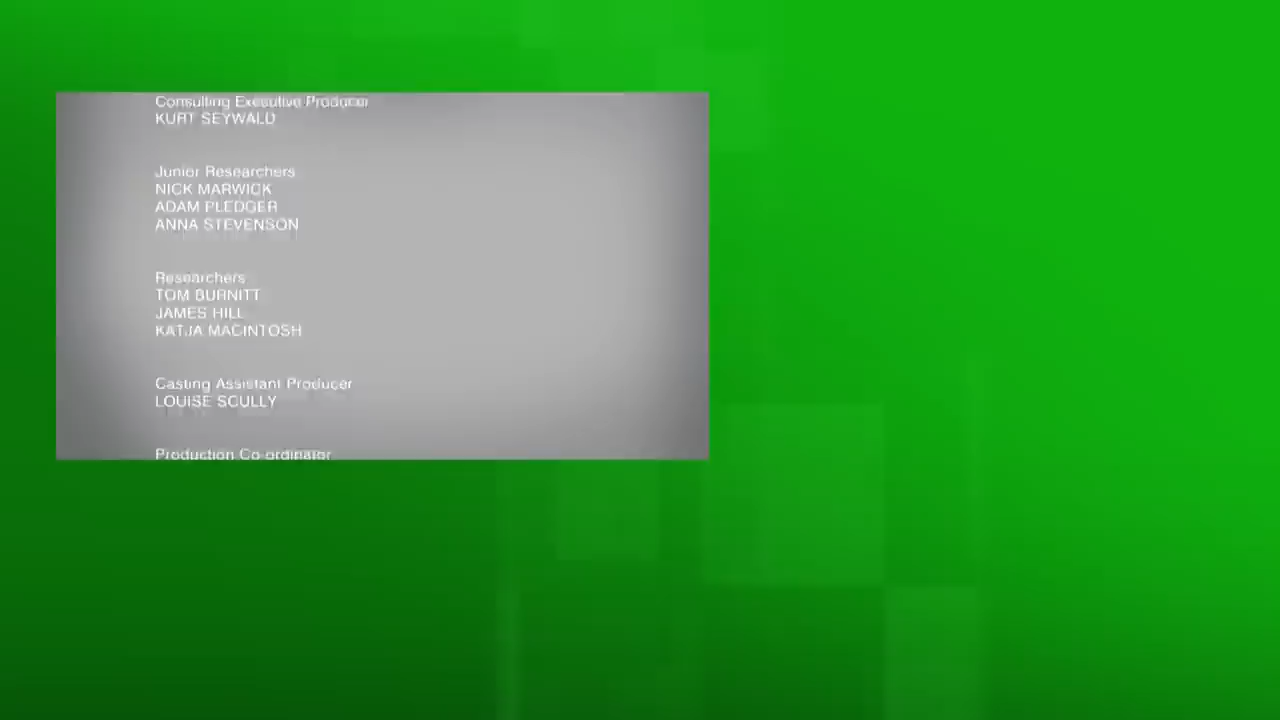 Consulting Executive Producer
KURT SEYWALD
Junior Researchers
NICK MARWICK
ADAM PLEDGER
ANNA STEVENSON
Researchers
TOM BURNITT
JAMES HILL
KATJA MACINTOSH
Casting Assistant Producer
LOUISE SCULLY
Production Co-ordinator